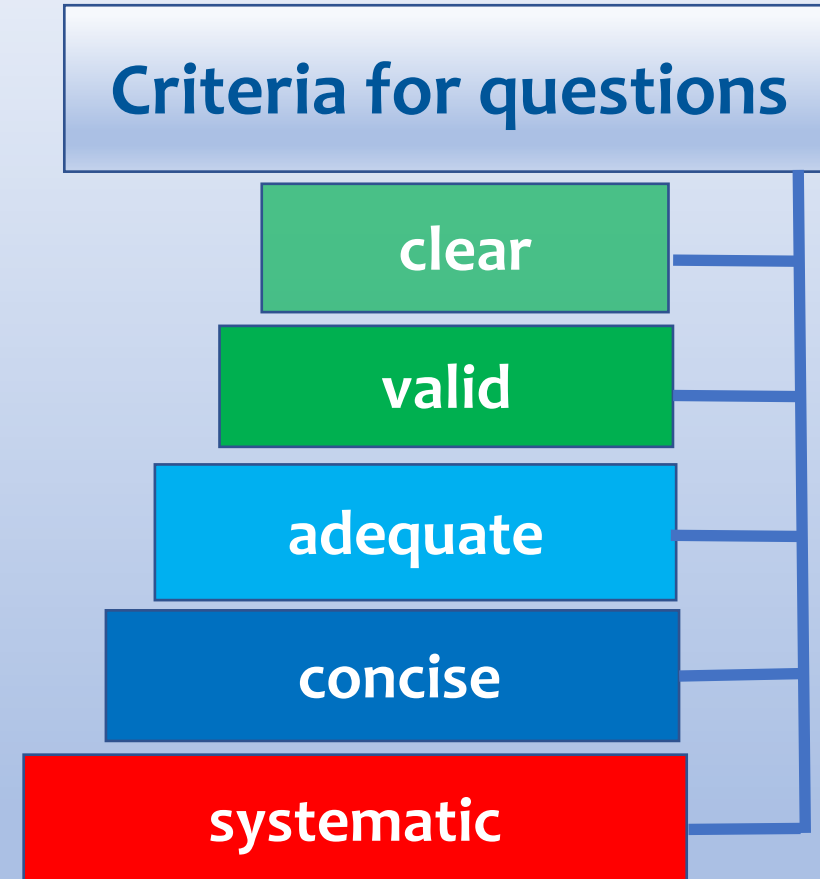 Criteria for questions
clear
valid
adequate
concise
systematic